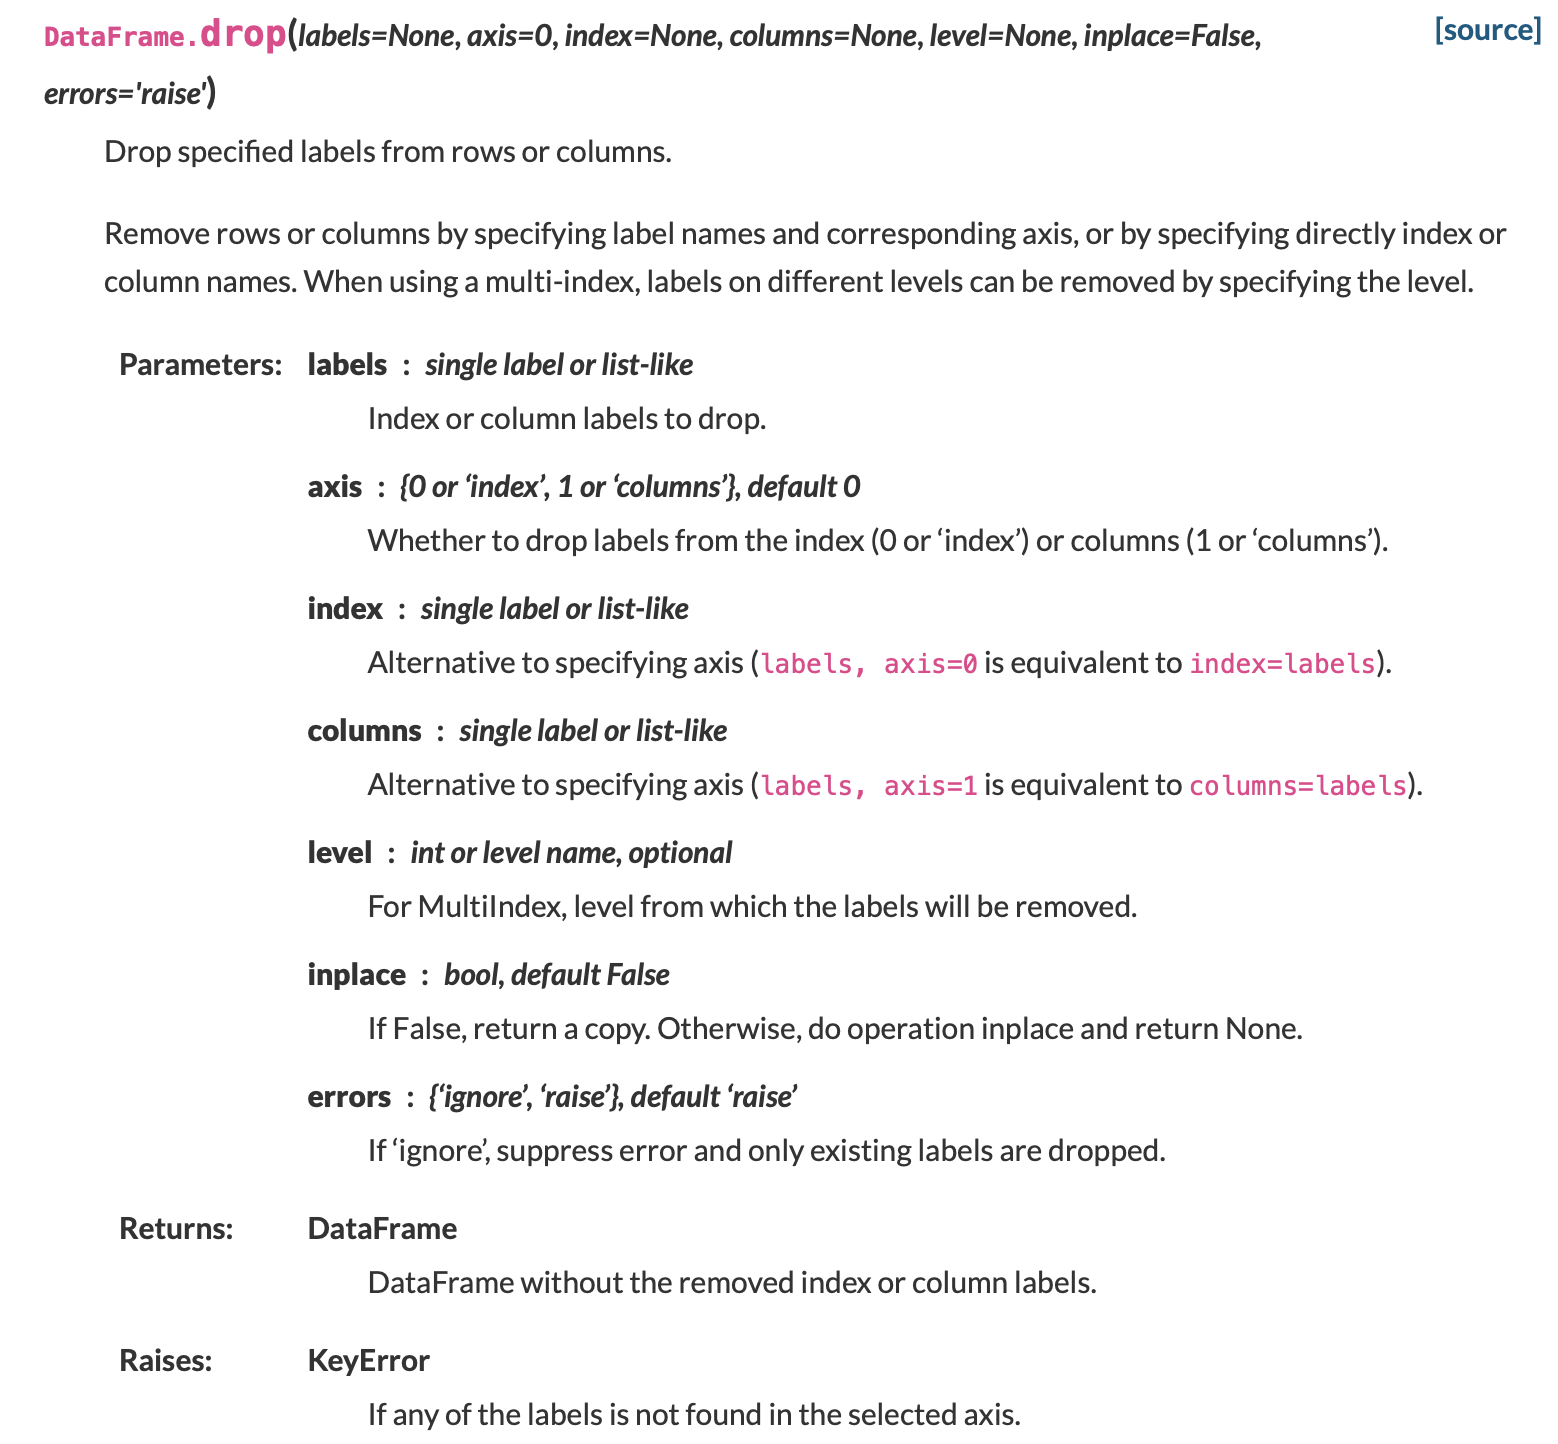 DataFrame.drop(labels=None, axis=0, index=None, columns=None, level=None, inplace=False, [source]
errors='raise')
Drop specified labels from rows or columns.
Remove rows or columns by specifying label names and corresponding axis, or by specifying directly index or
column names. When using a multi-index, labels on different levels can be removed by specifying the level.
Parameters: labels : single label or list-like
Index or column labels to drop.
axis : {0 or ‘index’, 1 or ‘columns’}, default 0
Whether to drop labels from the index (0 or ‘index’) or columns (1 or ‘columns’).
index : single label or list-like
Alternative to specifying axis (labels, axis=0 is equivalent to index=labels).
columns : single label or list-like
Alternative to specifying axis (labels, axis=1 is equivalent to columns=labels).
level : int or level name, optional
For MultiIndex, level from which the labels will be removed.
inplace : bool, default False
If False, return a copy. Otherwise, do operation inplace and return None.
errors : {‘ignore’, ‘raise’}, default ‘raise’
If ‘ignore’, suppress error and only existing labels are dropped.
Returns: DataFrame
DataFrame without the removed index or column labels.
Raises: KeyError
If any of the labels is not found in the selected axis.